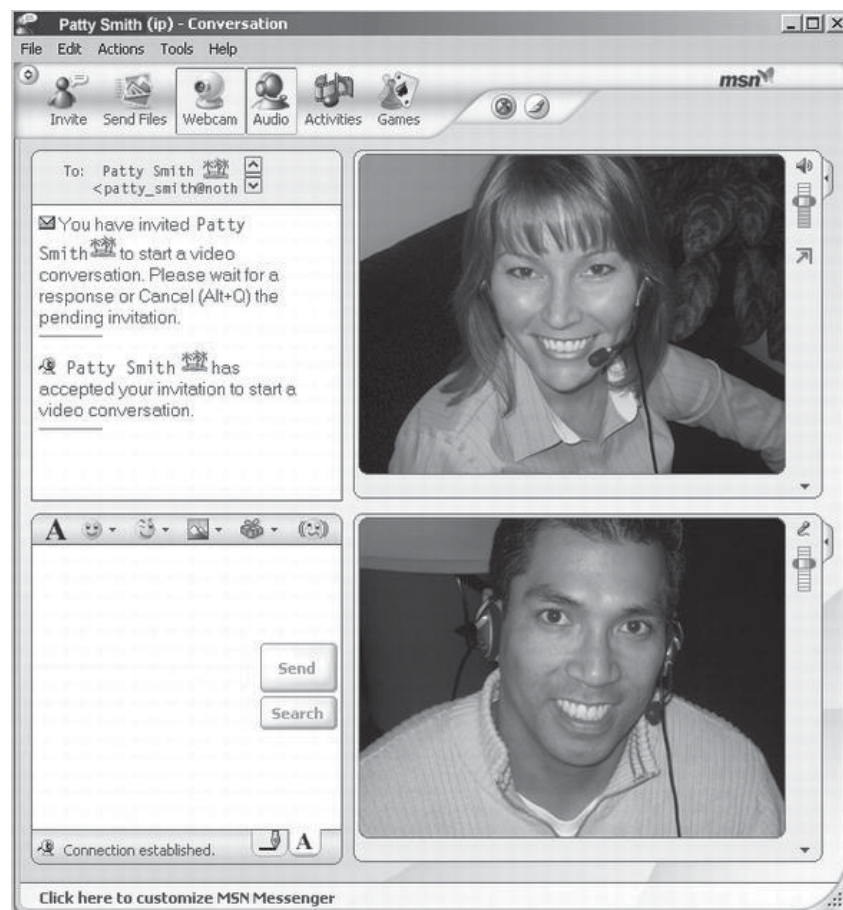 Patty Smith (ip) - Conversation
File Edit Actions Tools Help
msn
Invite Send Files Webcam Audio Activities Games
To: Patty Smith
<patty_smith@noth
You have invited Patty
Smith to start a video
conversation. Please wait for a
response or Cancel (Alt+Q) the
pending invitation.
Patty Smith has
accepted your invitation to start a
video conversation.
A
Send
Search
Connection established.
A
Click here to customize MSN Messenger